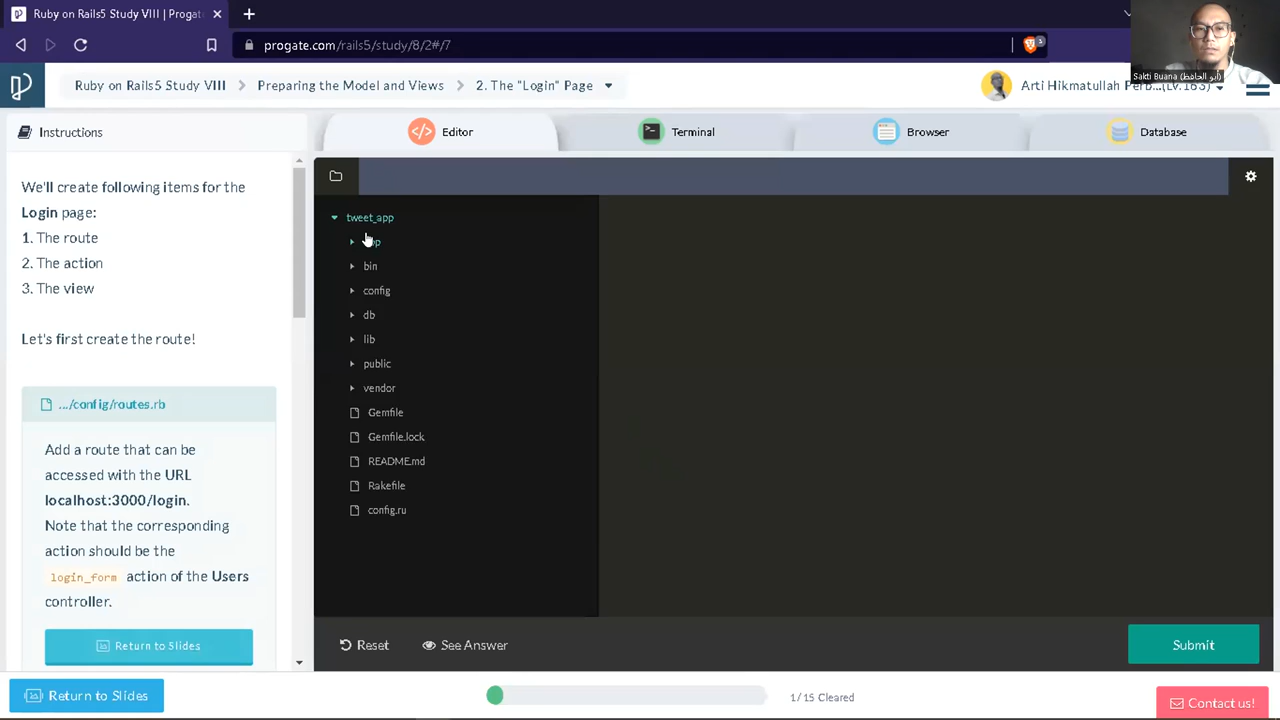 Ruby on Rails5 Study VIII | Progate
progate.com/rails5/study/8/2#/7
Sakti Buana (أبو الحافظ)
Ruby on Rails5 Study VIII
Preparing the Model and Views
2. The "Login" Page
Arti Hikmatullah Perb...(Lv.163)
Instructions
Editor
Terminal
Browser
Database
We'll create following items for the
Login page:
1. The route
2. The action
3. The view
Let's first create the route!
.../config/routes.rb
Add a route that can be
accessed with the URL
localhost:3000/login.
Note that the corresponding
action should be the
login_form action of the Users
controller.
Return to Slides
tweet_app
app
bin
config
db
lib
public
vendor
Gemfile
Gemfile.lock
README.md
Rakefile
config.ru
Reset
See Answer
Submit
Return to Slides
1/15 Cleared
Contact us!